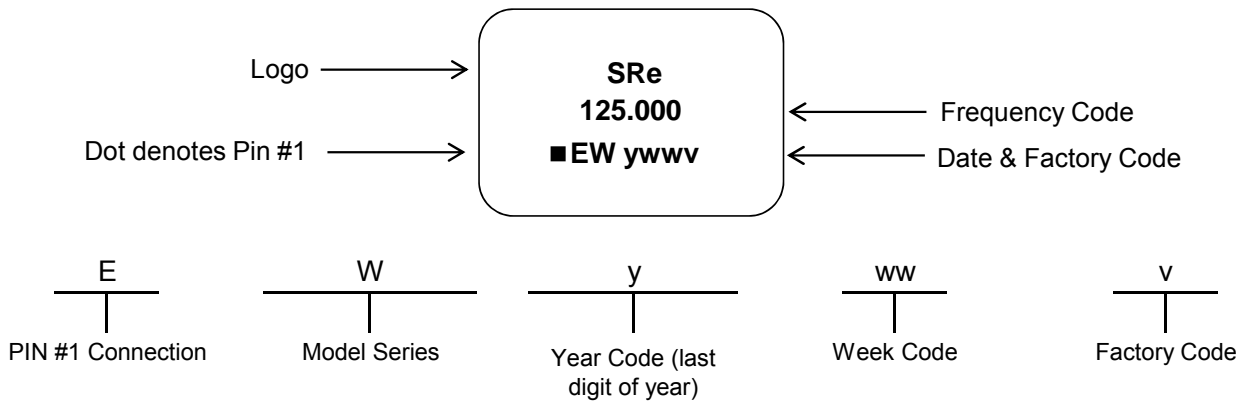 Logo
SRe
125.000
Frequency Code
Dot denotes Pin #1
■EW ywwv
Date & Factory Code
E
W
y
ww
v
PIN #1 Connection
Model Series
Year Code (last
digit of year)
Week Code
Factory Code